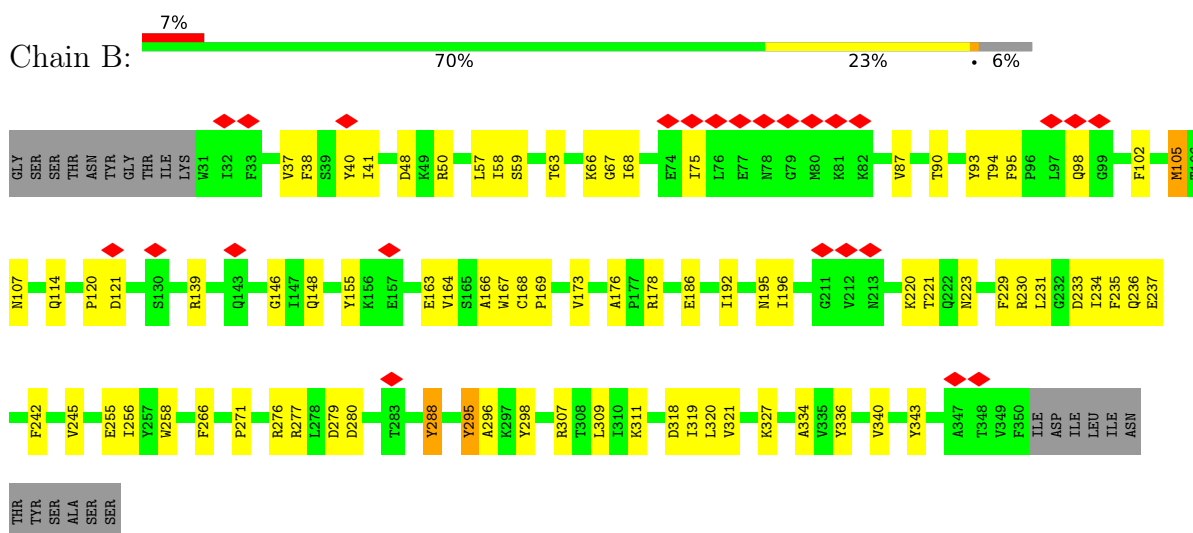 7%
Chain B:
70% 23% • 6%
GLY SER SER THR ASN TYR GLY THR ILE LYS W31 I32 F33 V37 F38 S39 Y40 I41 D48 K49 R50 L57 I58 S59 T63 K66 G67 I68 E74 I75 L76 E77 N78 G79 M80 K81 K82 V87 T90 Y93 T94 F95 P96 L97 Q98 G99 F102 M105
N107 Q114 P120 D121 S130 R139 Q143 G146 I147 Q148 Y155 K156 E157 E163 V164 S165 A166 W167 C168 P169 V173 A176 P177 R178 E186 I192 N195 I196 G211 V212 N213 K220 T221 Q222 N223 F229 R230 L231 G232 D233 I234 F235 Q236 E237
F242 V245 E255 I256 Y257 W258 F266 P271 R276 R277 L278 D279 D280 T283 Y288 Y295 A296 K297 Y298 R307 T308 L309 I310 K311 D318 I319 L320 V321 K327 A334 V335 Y336 V340 Y343 A347 T348 V349 F350 ILE ASP ILE LEU ILE ASN
THR TYR SER ALA SER SER